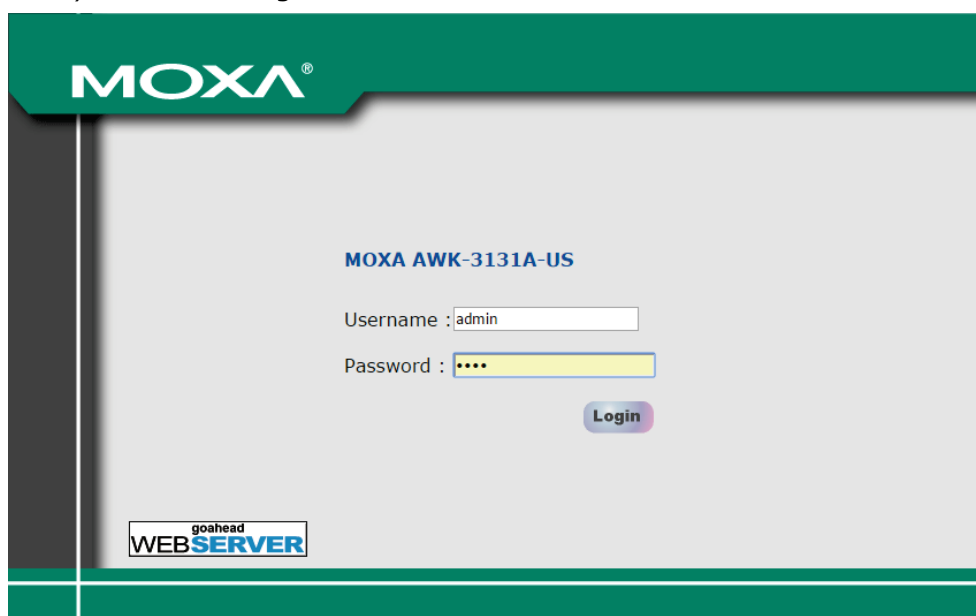 MOXA®
MOXA AWK-3131A-US
Username : admin
Password : ••••
Login
goahead
WEBSERVER